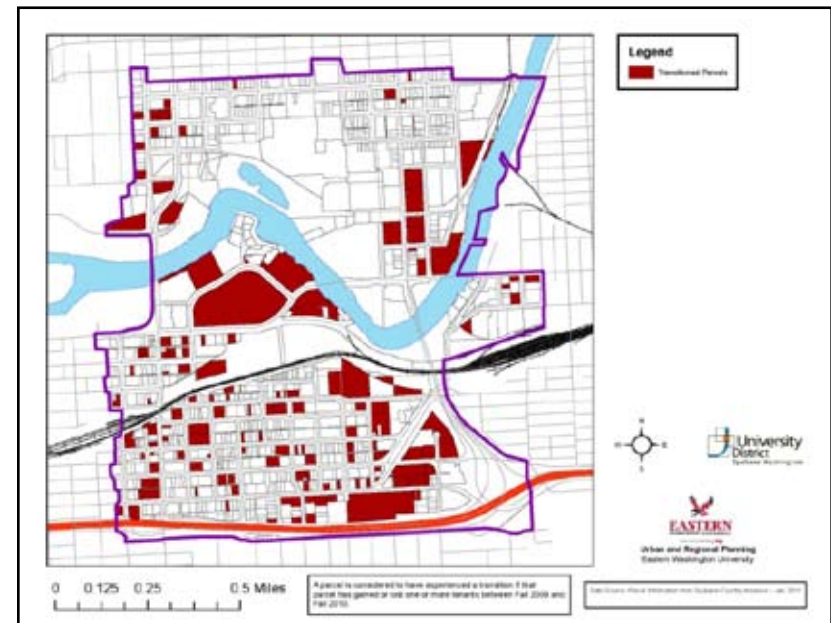 Legend
Transitioned Parcels
N
W E
S
University
District
EASTERN
Urban and Regional Planning
Eastern Washington University
0 0.125 0.25 0.5 Miles
A parcel is considered to have experienced a transition if that
parcel has gained or lost one or more tenants between Fall 2009 and
Fall 2010.